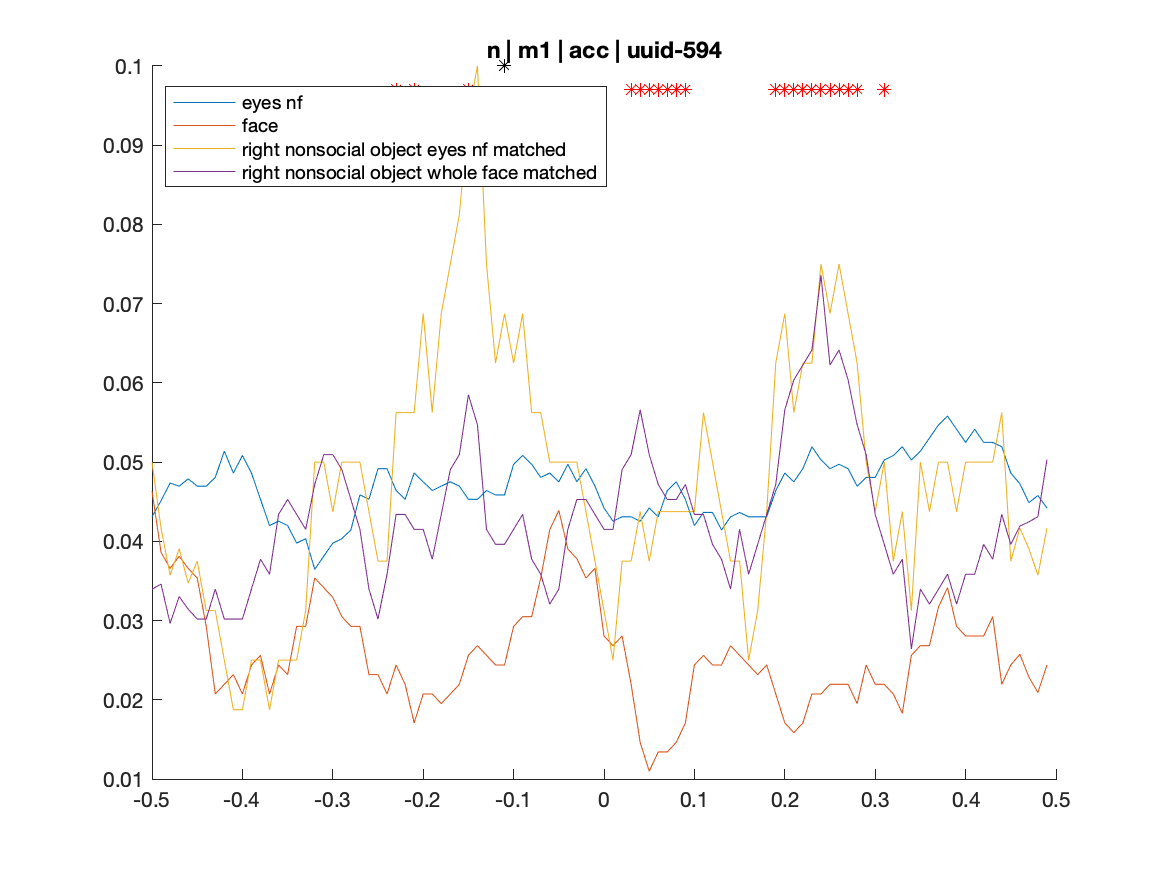 n | m1 | acc | uuid-594
0.1
eyes nf
face
right nonsocial object eyes nf matched
right nonsocial object whole face matched
0.09
0.08
0.07
0.06
0.05
0.04
0.03
0.02
0.01
-0.5 -0.4 -0.3 -0.2 -0.1 0 0.1 0.2 0.3 0.4 0.5